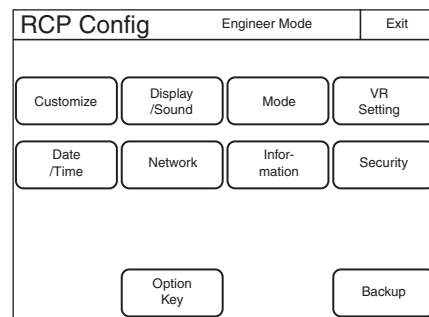 RCP Config Engineer Mode Exit
Customize Display Mode VR
/Sound Setting
Date Network Infor- Security
/Time mation
Option Backup
Key